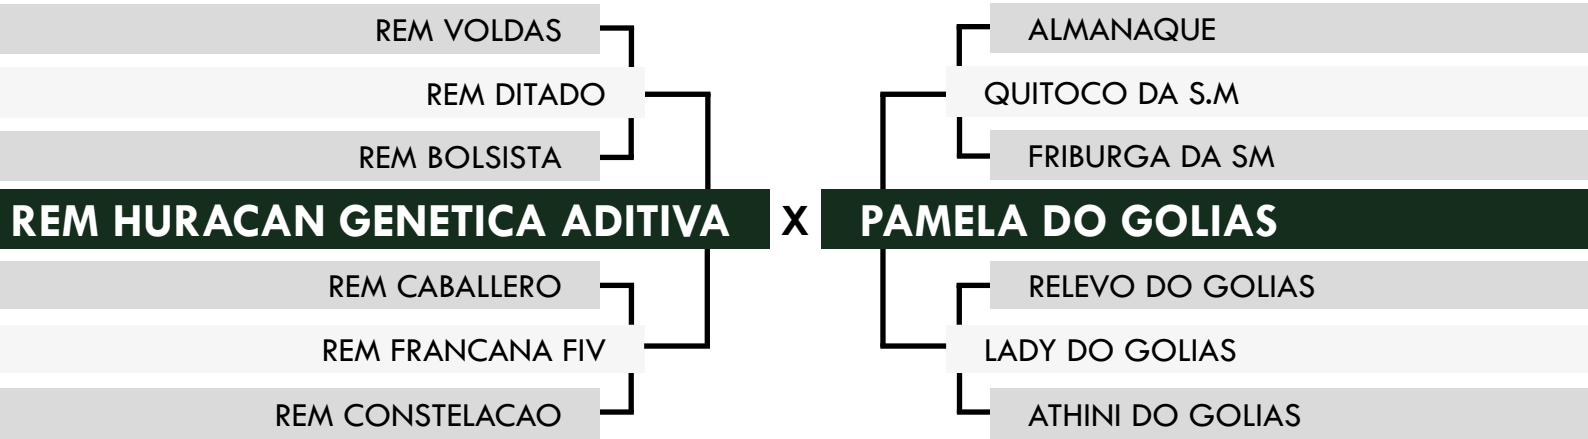 REM VOLDAS
REM DITADO
REM BOLSISTA
REM HURACAN GENETICA ADITIVA
REM CABALLERO
REM FRANCANA FIV
REM CONSTELACAO
X
ALMANAQUE
QUITOCO DA S.M
FRIBURGA DA SM
PAMELA DO GOLIAS
RELEVO DO GOLIAS
LADY DO GOLIAS
ATHINI DO GOLIAS